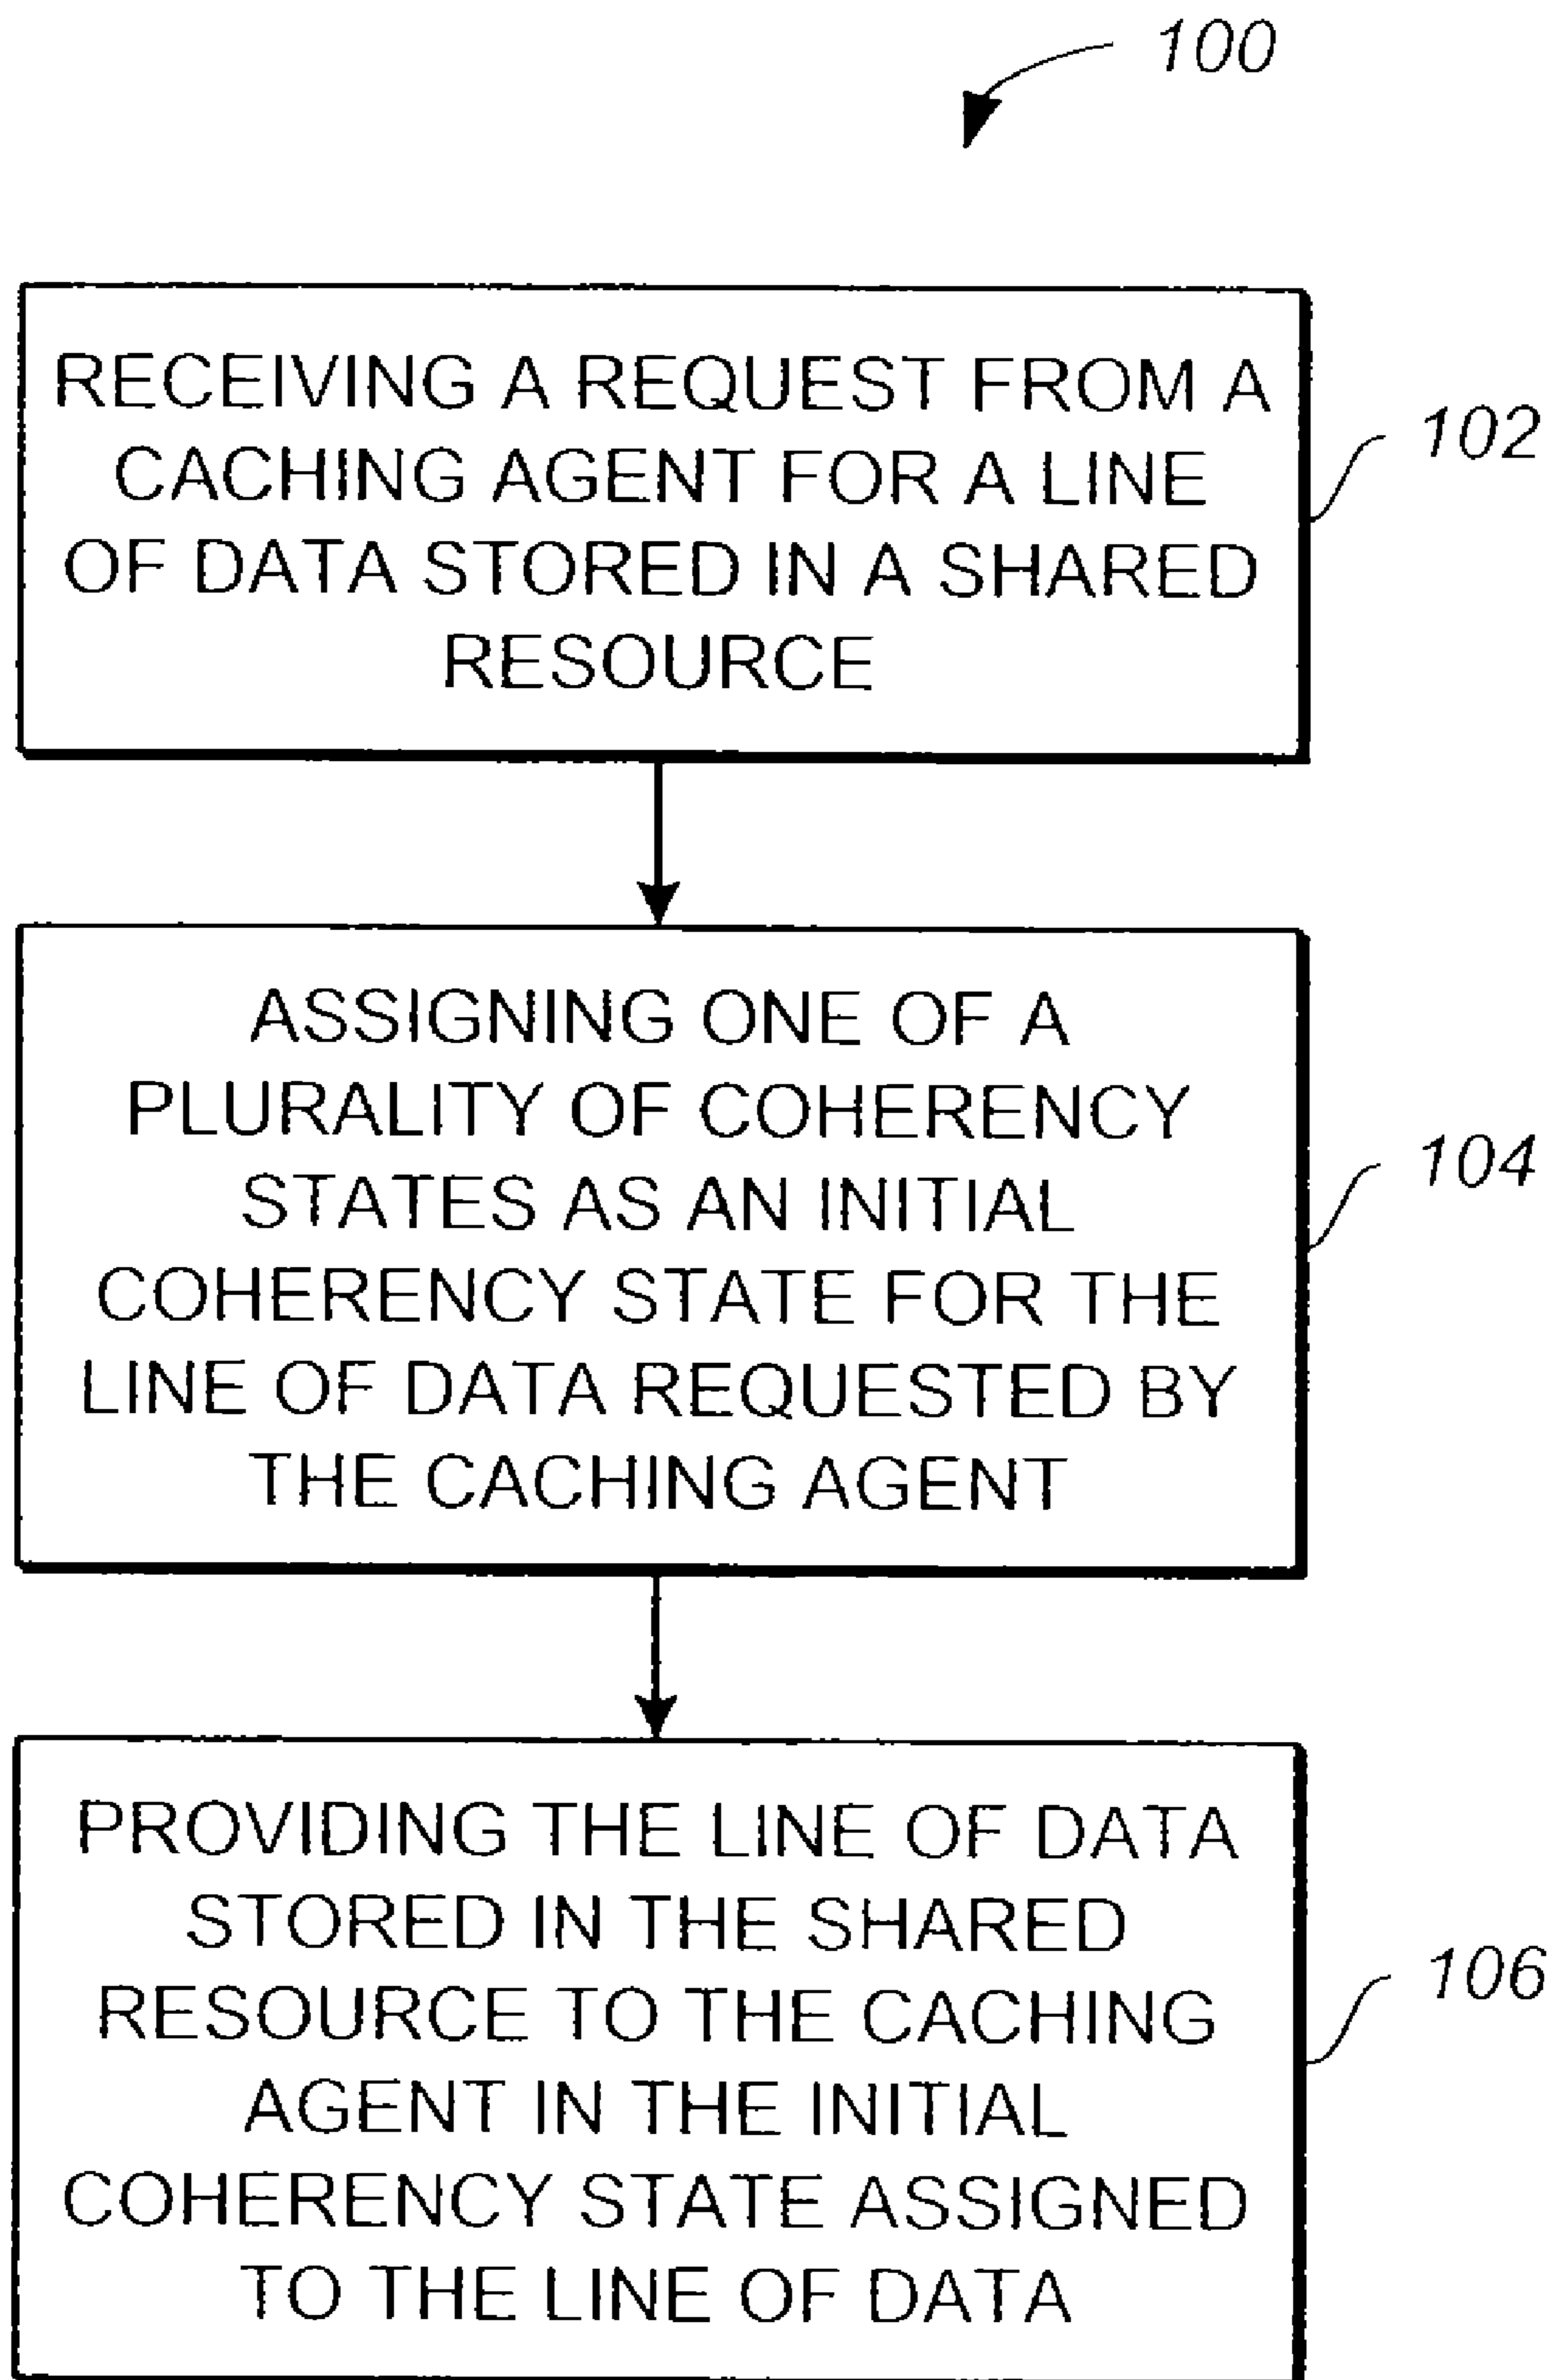 100
RECEIVING A REQUEST FROM A
CACHING AGENT FOR A LINE
OF DATA STORED IN A SHARED
RESOURCE
102
ASSIGNING ONE OF A
PLURALITY OF COHERENCY
STATES AS AN INITIAL
COHERENCY STATE FOR THE
LINE OF DATA REQUESTED BY
THE CACHING AGENT
104
PROVIDING THE LINE OF DATA
STORED IN THE SHARED
RESOURCE TO THE CACHING
AGENT IN THE INITIAL
COHERENCY STATE ASSIGNED
TO THE LINE OF DATA
106